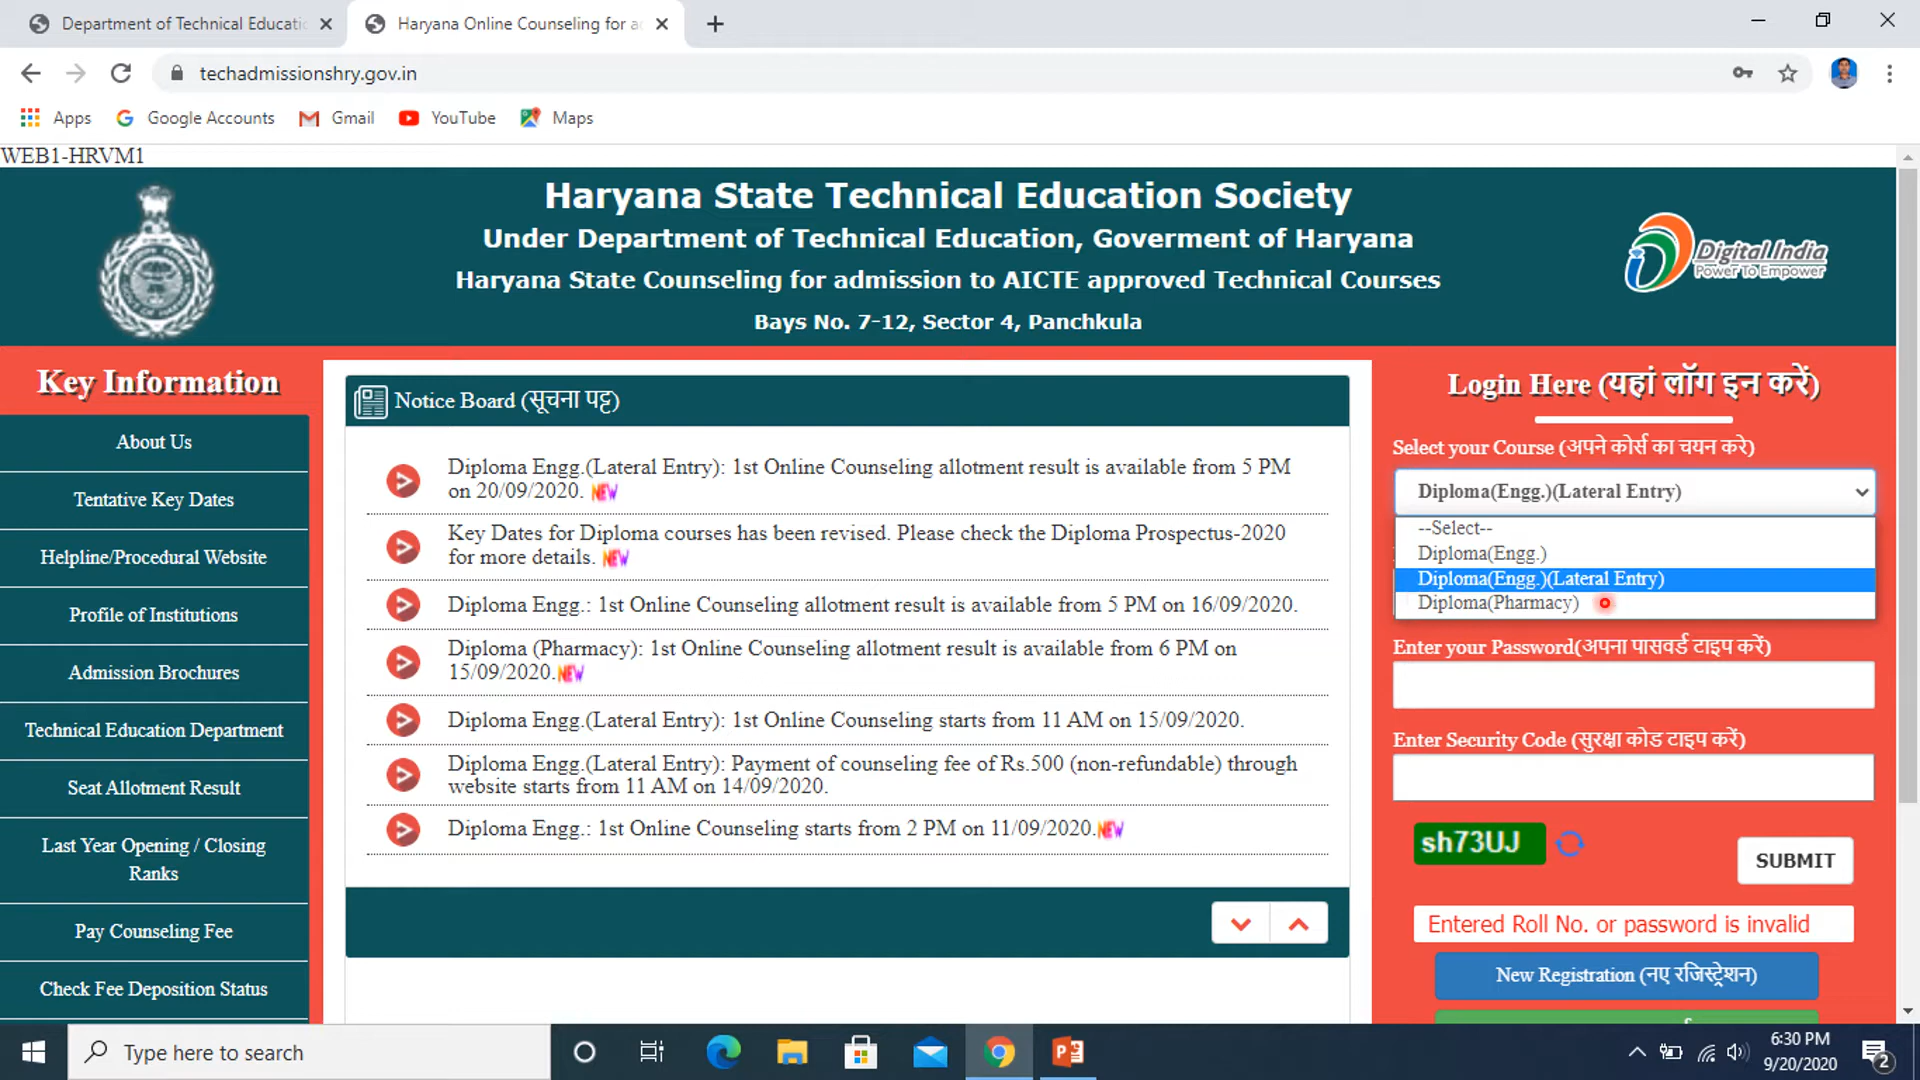 Department of Technical Educatio
Haryana Online Counseling for a
techadmissionshry.gov.in
Apps
Google Accounts
Gmail
YouTube
Maps
WEB1-HRVM1
Haryana State Technical Education Society
Under Department of Technical Education, Goverment of Haryana
Haryana State Counseling for admission to AICTE approved Technical Courses
Bays No. 7-12, Sector 4, Panchkula
Digital India
Power To Empower
Key Information
About Us
Tentative Key Dates
Helpline/Procedural Website
Profile of Institutions
Admission Brochures
Technical Education Department
Seat Allotment Result
Last Year Opening / Closing
Ranks
Pay Counseling Fee
Check Fee Deposition Status
Notice Board (सूचना पट्ट)
Diploma Engg.(Lateral Entry): 1st Online Counseling allotment result is available from 5 PM
on 20/09/2020. NEW
Key Dates for Diploma courses has been revised. Please check the Diploma Prospectus-2020
for more details. NEW
Diploma Engg.: 1st Online Counseling allotment result is available from 5 PM on 16/09/2020.
Diploma (Pharmacy): 1st Online Counseling allotment result is available from 6 PM on
15/09/2020. NEW
Diploma Engg.(Lateral Entry): 1st Online Counseling starts from 11 AM on 15/09/2020.
Diploma Engg.(Lateral Entry): Payment of counseling fee of Rs.500 (non-refundable) through
website starts from 11 AM on 14/09/2020.
Diploma Engg.: 1st Online Counseling starts from 2 PM on 11/09/2020. NEW
Login Here (यहां लॉग इन करें)
Select your Course (अपने कोर्स का चयन करे)
Diploma(Engg.)(Lateral Entry)
--Select--
Diploma(Engg.)
Diploma(Engg.)(Lateral Entry)
Diploma(Pharmacy)
Enter your Password(अपना पासवर्ड टाइप करें)
Enter Security Code (सुरक्षा कोड टाइप करें)
sh73UJ
SUBMIT
Entered Roll No. or password is invalid
New Registration (नए रजिस्ट्रेशन)
Type here to search
6:30 PM
9/20/2020
2